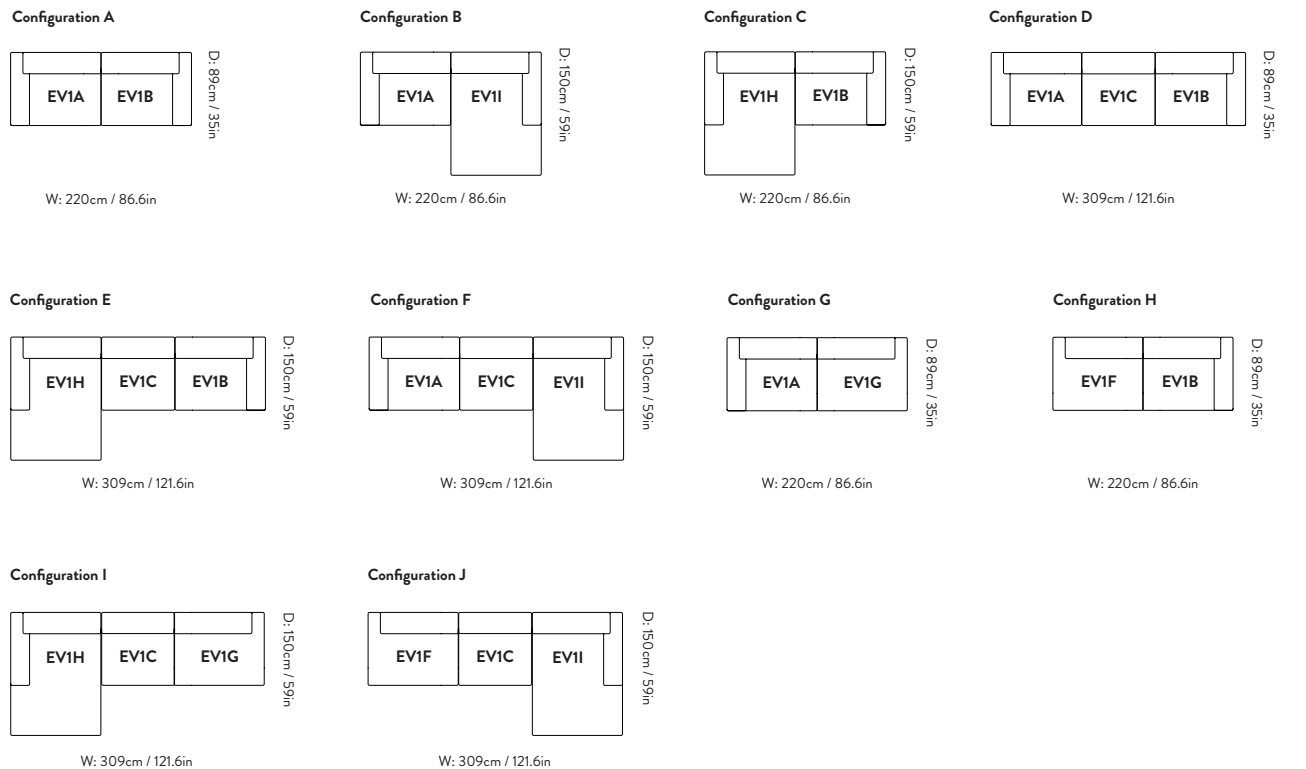 Configuration A
EV1A
EV1B
D: 89cm / 35in
W: 220cm / 86.6in
Configuration B
EV1A
EV1I
D: 150cm / 59in
W: 220cm / 86.6in
Configuration C
EV1H
EV1B
D: 150cm / 59in
W: 220cm / 86.6in
Configuration D
EV1A
EV1C
EV1B
D: 89cm / 35in
W: 309cm / 121.6in
Configuration E
EV1H
EV1C
EV1B
D: 150cm / 59in
W: 309cm / 121.6in
Configuration F
EV1A
EV1C
EV1I
D: 150cm / 59in
W: 309cm / 121.6in
Configuration G
EV1A
EV1G
D: 89cm / 35in
W: 220cm / 86.6in
Configuration H
EV1F
EV1B
D: 89cm / 35in
W: 220cm / 86.6in
Configuration I
EV1H
EV1C
EV1G
D: 150cm / 59in
W: 309cm / 121.6in
Configuration J
EV1F
EV1C
EV1I
D: 150cm / 59in
W: 309cm / 121.6in